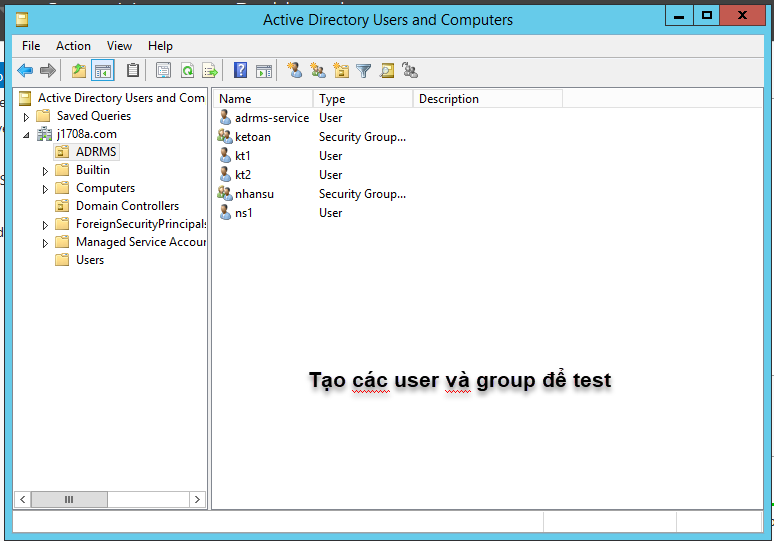 Active Directory Users and Computers
File Action View Help
Active Directory Users and Com
Saved Queries
j1708a.com
ADRMS
Builtin
Computers
Domain Controllers
ForeignSecurityPrincipals
Managed Service Accour
Users
Name Type Description
adrms-service User
ketoan Security Group...
kt1 User
kt2 User
nhansu Security Group...
ns1 User
Tạo các user và group để test